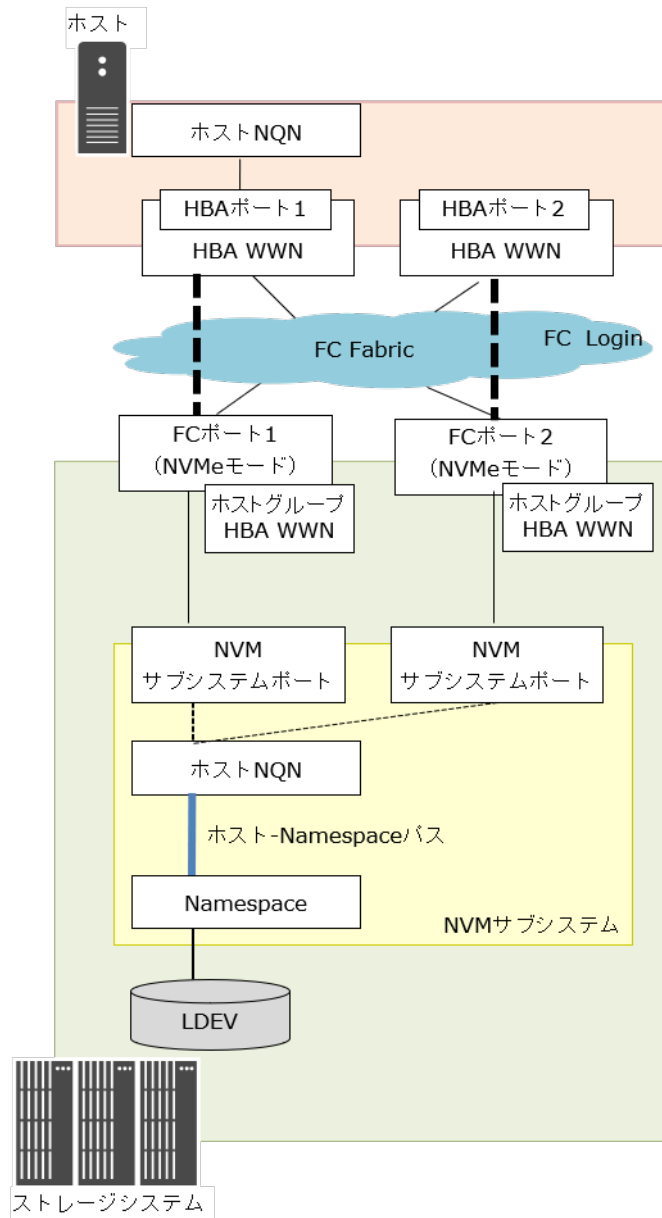 ホスト
ホストNQN
HBAポート1
HBA WWN
HBAポート2
HBA WWN
FC Fabric
FC Login
FCポート1
(NVMeモード)
ホストグループ
HBA WWN
FCポート2
(NVMeモード)
ホストグループ
HBA WWN
NVM
サブシステムポート
NVM
サブシステムポート
ホストNQN
ホスト-Namespaceパス
Namespace
NVMサブシステム
LDEV
ストレージシステム